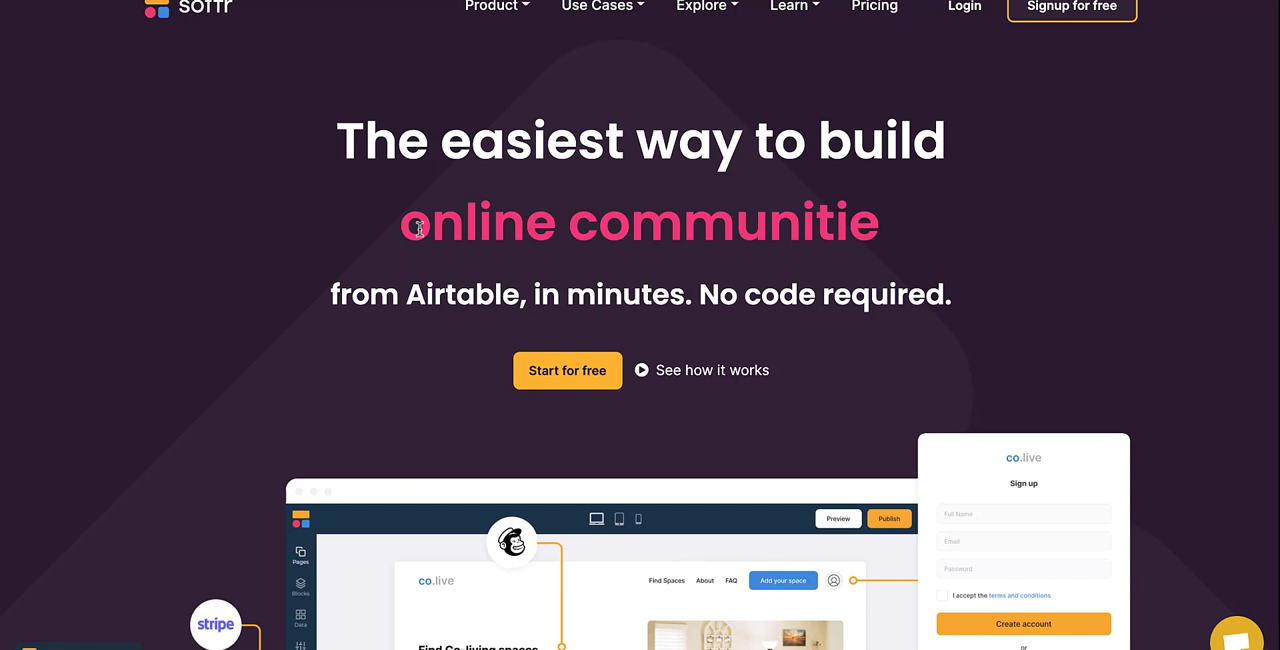 softr
Product Use Cases Explore Learn Pricing Login Signup for free
The easiest way to build
online communitie
from Airtable, in minutes. No code required.
Start for free See how it works
co.live
Sign up
Full Name
Email
Password
I accept the terms and conditions
Create account
or
Preview Publish
Pages
Blocks
Data
co.live
Find Spaces About FAQ Add your space
Find Co-living spaces
stripe